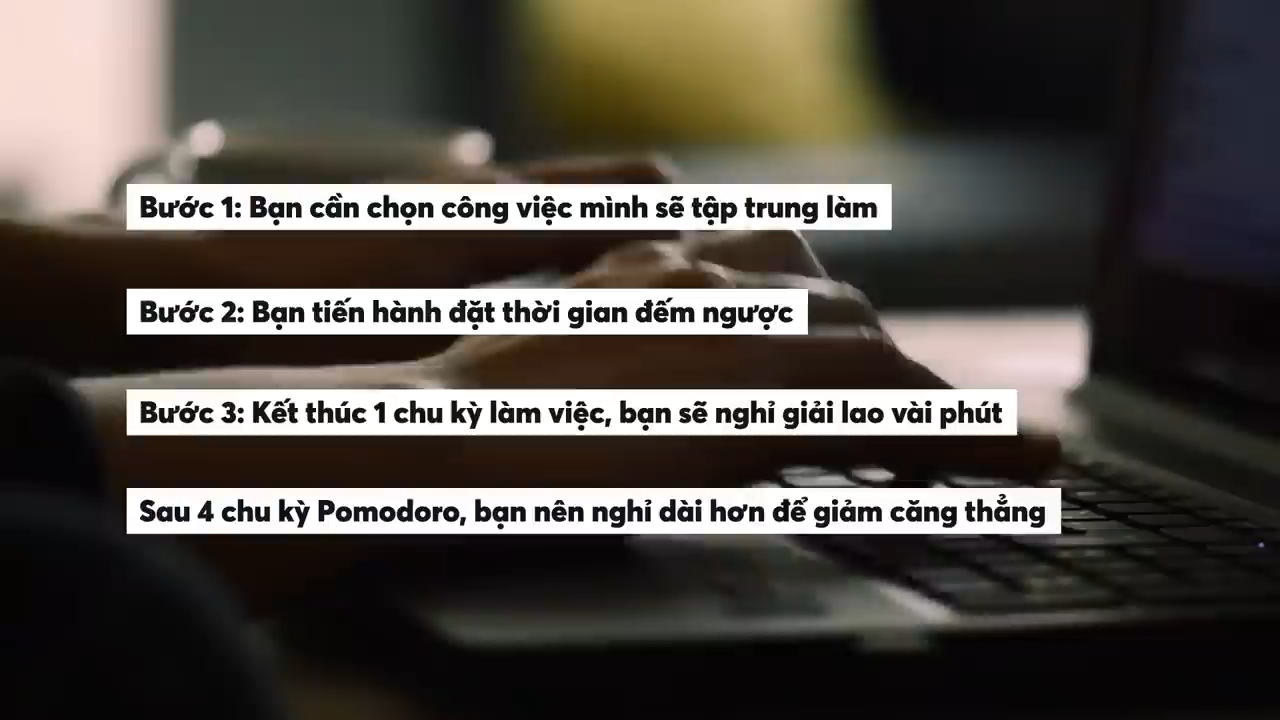 Bước 1: Bạn cần chọn công việc mình sẽ tập trung làm
Bước 2: Bạn tiến hành đặt thời gian đếm ngược
Bước 3: Kết thúc 1 chu kỳ làm việc, bạn sẽ nghỉ giải lao vài phút
Sau 4 chu kỳ Pomodoro, bạn nên nghỉ dài hơn để giảm căng thẳng